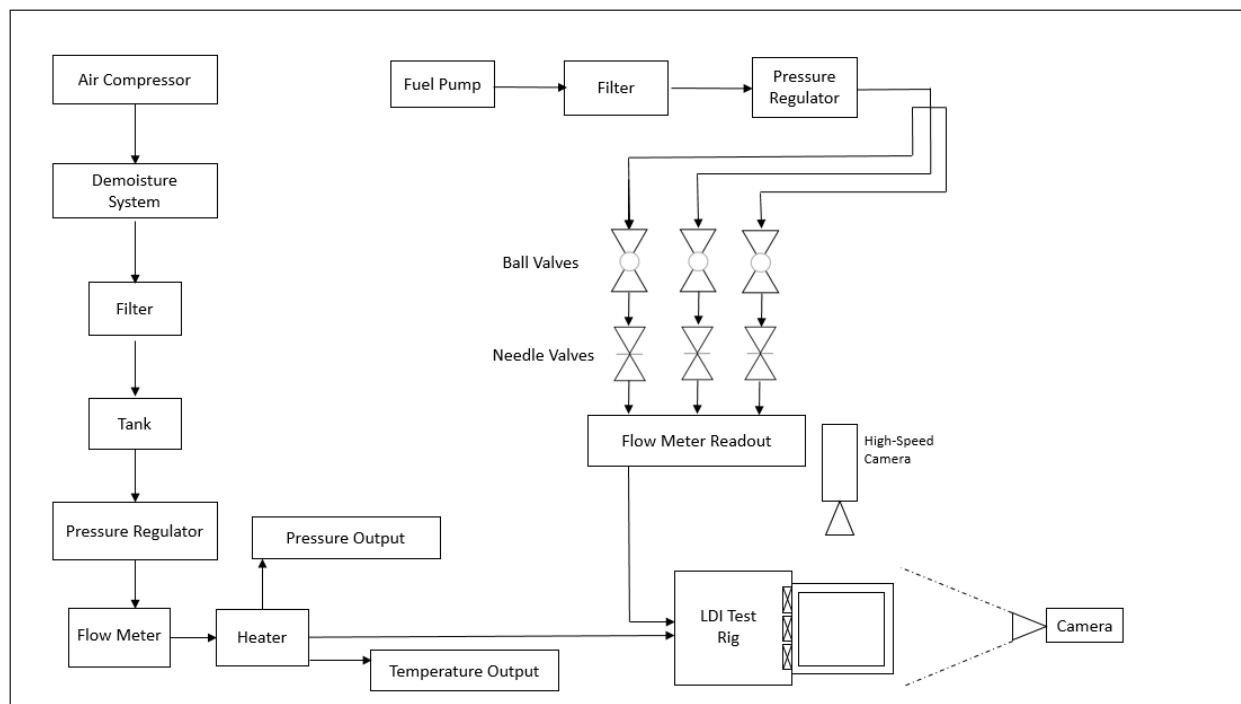 Air Compressor
Demoisture
System
Filter
Tank
Pressure Regulator
Flow Meter
Heater
Pressure Output
Temperature Output
Fuel Pump
Filter
Pressure
Regulator
Ball Valves
Needle Valves
Flow Meter Readout
High-Speed
Camera
LDI Test
Rig
Camera